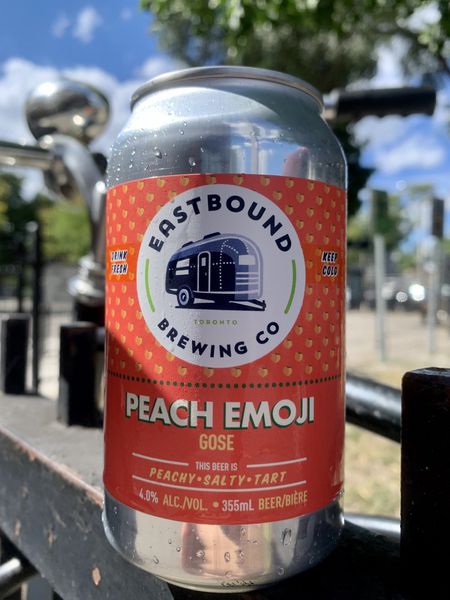 EASTBOUND
DRINK FRESH
KEEP COLD
TORONTO
BREWING CO
PEACH EMOJI
GOSE
THIS BEER IS
PEACHY • SALTY • TART
4.0% ALC./VOL. • 355mL BEER/BIÈRE